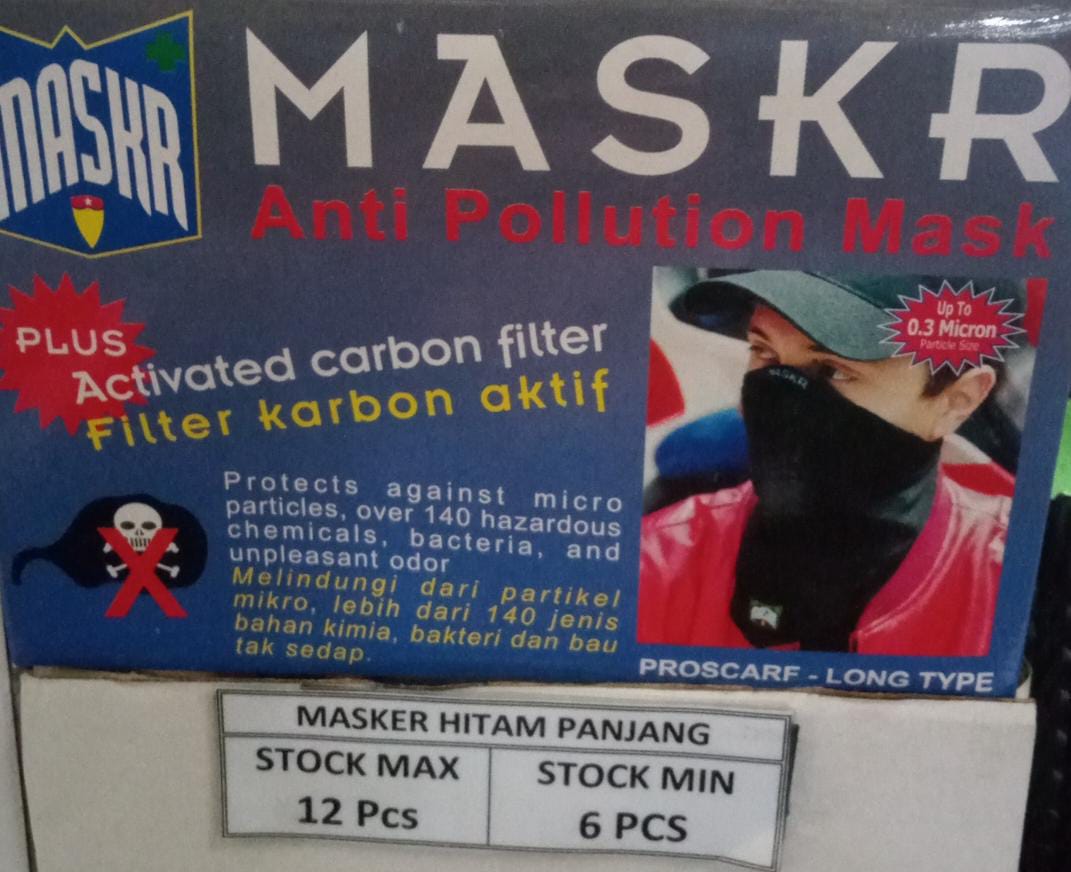 MASKR
MASKR
Anti Pollution Mask
PLUS
Activated carbon filter
Filter karbon aktif
Up To
0.3 Micron
Particle Size
MASKR
Protects against micro
particles, over 140 hazardous
chemicals, bacteria, and
unpleasant odor
Melindungi dari partikel
mikro, lebih dari 140 jenis
bahan kimia, bakteri dan bau
tak sedap.
PROSCARF - LONG TYPE
MASKER HITAM PANJANG
STOCK MAX
STOCK MIN
12 Pcs
6 PCS